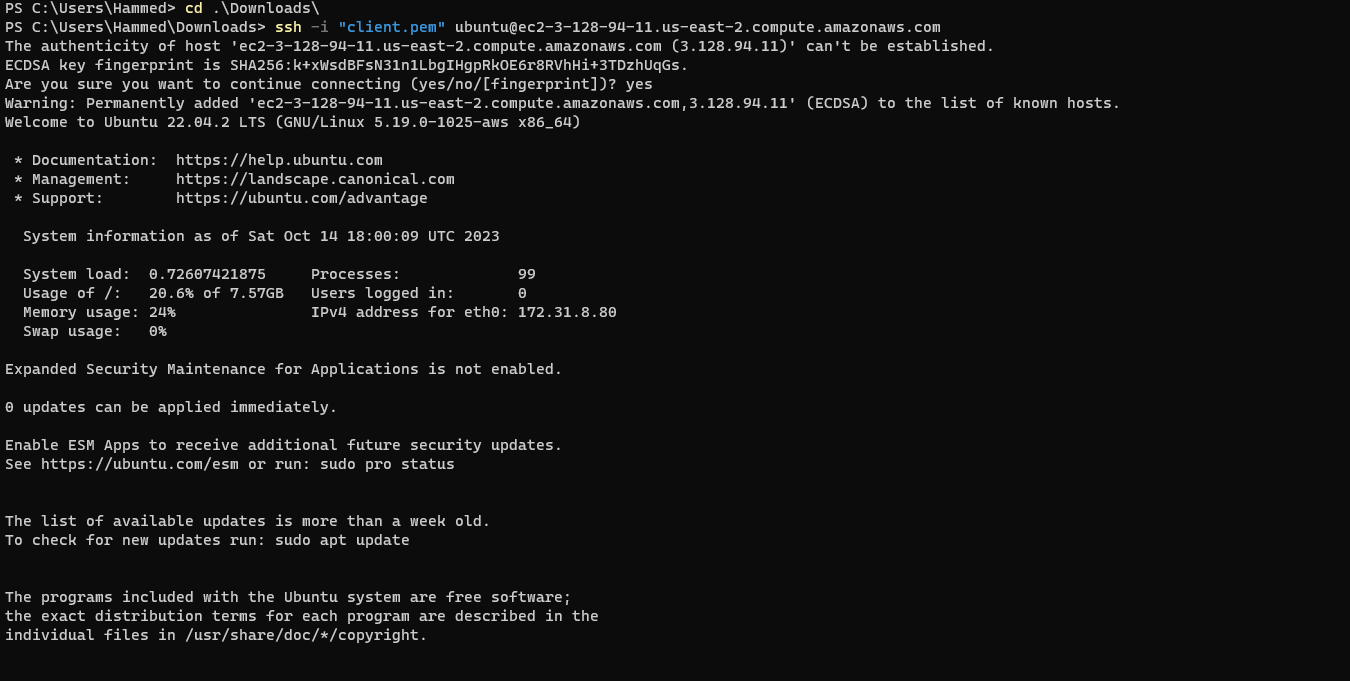 PS C:\Users\Hammed> cd .\Downloads\
PS C:\Users\Hammed\Downloads> ssh -i "client.pem" ubuntu@ec2-3-128-94-11.us-east-2.compute.amazonaws.com
The authenticity of host 'ec2-3-128-94-11.us-east-2.compute.amazonaws.com (3.128.94.11)' can't be established.
ECDSA key fingerprint is SHA256:k+xWsdBFsN31n1LbgIHgpRkOE6r8RVhHi+3TDzhUqGs.
Are you sure you want to continue connecting (yes/no/[fingerprint])? yes
Warning: Permanently added 'ec2-3-128-94-11.us-east-2.compute.amazonaws.com,3.128.94.11' (ECDSA) to the list of known hosts.
Welcome to Ubuntu 22.04.2 LTS (GNU/Linux 5.19.0-1025-aws x86_64)
* Documentation:  https://help.ubuntu.com
* Management:     https://landscape.canonical.com
* Support:        https://ubuntu.com/advantage
System information as of Sat Oct 14 18:00:09 UTC 2023
System load:  0.72607421875     Processes:             99
Usage of /:   20.6% of 7.57GB   Users logged in:       0
Memory usage: 24%               IPv4 address for eth0: 172.31.8.80
Swap usage:   0%
Expanded Security Maintenance for Applications is not enabled.
0 updates can be applied immediately.
Enable ESM Apps to receive additional future security updates.
See https://ubuntu.com/esm or run: sudo pro status
The list of available updates is more than a week old.
To check for new updates run: sudo apt update
The programs included with the Ubuntu system are free software;
the exact distribution terms for each program are described in the
individual files in /usr/share/doc/*/copyright.